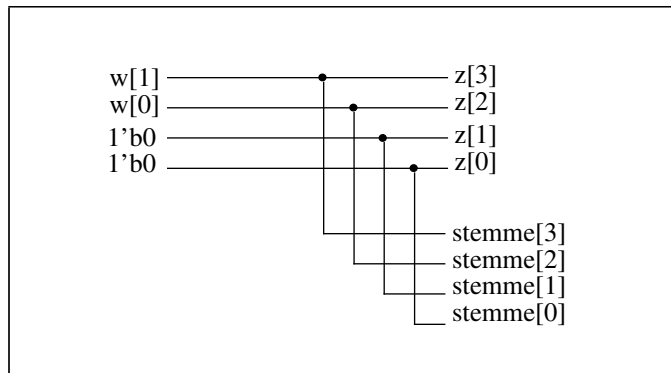 w[1] z[3]
w[0] z[2]
1’b0 z[1]
1’b0 z[0]
stemme[3]
stemme[2]
stemme[1]
stemme[0]